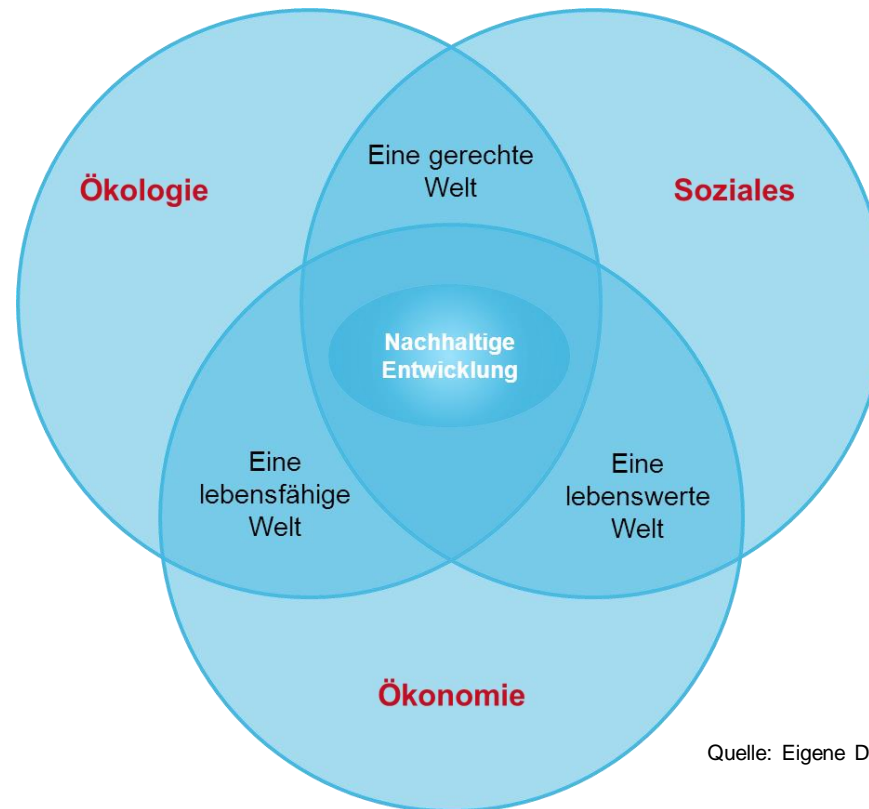 Eine gerechte
Welt
Ökologie
Soziales
Nachhaltige
Entwicklung
Eine
lebensfähige
Welt
Eine
lebenswerte
Welt
Ökonomie
Quelle: Eigene D